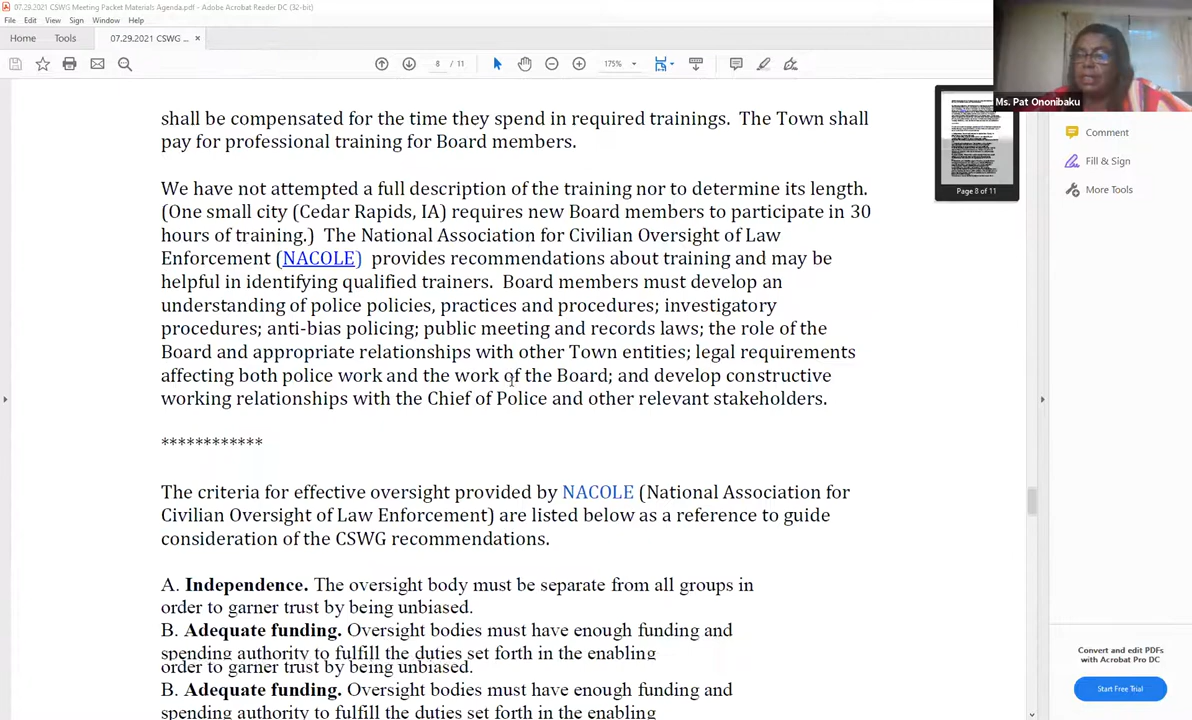 07.29.2021 CSWG Meeting Packet Materials Agenda.pdf - Adobe Acrobat Reader DC (32-bit)
File Edit View Sign Window Help
Home Tools 07.29.2021 CSWG ... ×
8 / 11 175%
Ms. Pat Ononibaku
Page 8 of 11
Comment
Fill & Sign
More Tools
shall be compensated for the time they spend in required trainings. The Town shall
pay for professional training for Board members.
We have not attempted a full description of the training nor to determine its length.
(One small city (Cedar Rapids, IA) requires new Board members to participate in 30
hours of training.) The National Association for Civilian Oversight of Law
Enforcement (NACOLE) provides recommendations about training and may be
helpful in identifying qualified trainers. Board members must develop an
understanding of police policies, practices and procedures; investigatory
procedures; anti-bias policing; public meeting and records laws; the role of the
Board and appropriate relationships with other Town entities; legal requirements
affecting both police work and the work of the Board; and develop constructive
working relationships with the Chief of Police and other relevant stakeholders.
************
The criteria for effective oversight provided by NACOLE (National Association for
Civilian Oversight of Law Enforcement) are listed below as a reference to guide
consideration of the CSWG recommendations.
A. Independence. The oversight body must be separate from all groups in
order to garner trust by being unbiased.
B. Adequate funding. Oversight bodies must have enough funding and
spending authority to fulfill the duties set forth in the enabling
order to garner trust by being unbiased.
B. Adequate funding. Oversight bodies must have enough funding and
spending authority to fulfill the duties set forth in the enabling
Convert and edit PDFs
with Acrobat Pro DC
Start Free Trial